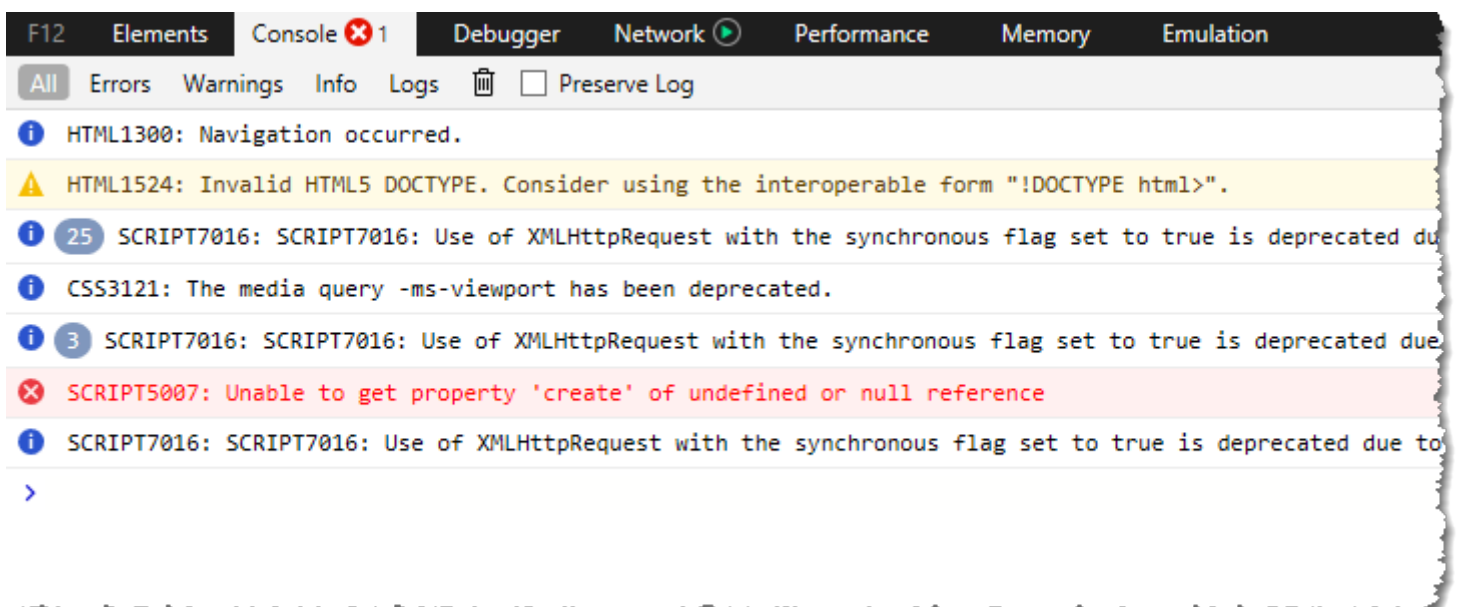 F12 Elements Console 1 Debugger Network Performance Memory Emulation
All Errors Warnings Info Logs Preserve Log
HTML1300: Navigation occurred.
HTML1524: Invalid HTML5 DOCTYPE. Consider using the interoperable form "!DOCTYPE html>".
25 SCRIPT7016: SCRIPT7016: Use of XMLHttpRequest with the synchronous flag set to true is deprecated du
CSS3121: The media query -ms-viewport has been deprecated.
3 SCRIPT7016: SCRIPT7016: Use of XMLHttpRequest with the synchronous flag set to true is deprecated due
SCRIPT5007: Unable to get property 'create' of undefined or null reference
SCRIPT7016: SCRIPT7016: Use of XMLHttpRequest with the synchronous flag set to true is deprecated due to
>